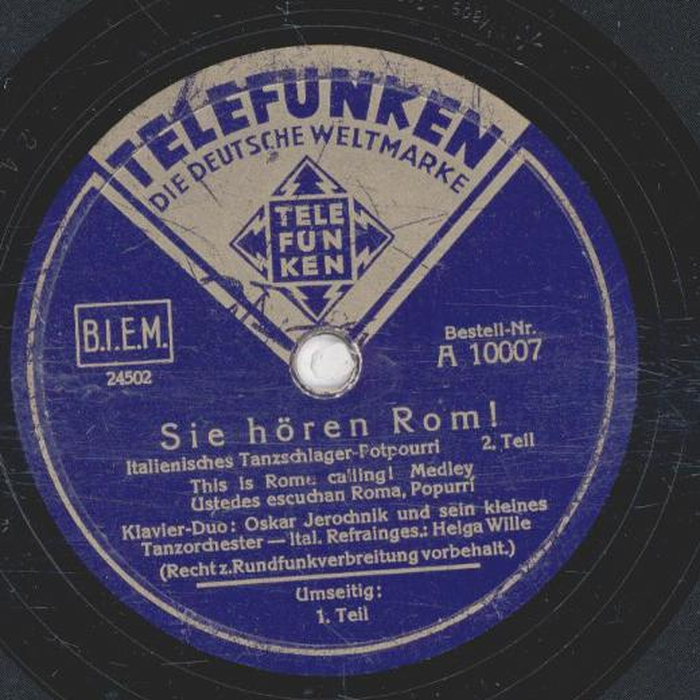 TELEFUNKEN
DIE DEUTSCHE WELTMARKE
TELE
FUN
KEN
B.I.E.M.
24502
Bestell-Nr.
A 10007
Sie hören Rom!
Italienisches Tanzschlager-Potpourri 2. Teil
This is Rome calling! Medley
Ustedes escuchan Roma, Popurri
Klavier-Duo: Oskar Jerochnik und sein kleines
Tanzorchester — Ital. Refrainges.: Helga Wille
(Recht z. Rundfunkverbreitung vorbehalt.)
Umseitig:
1. Teil